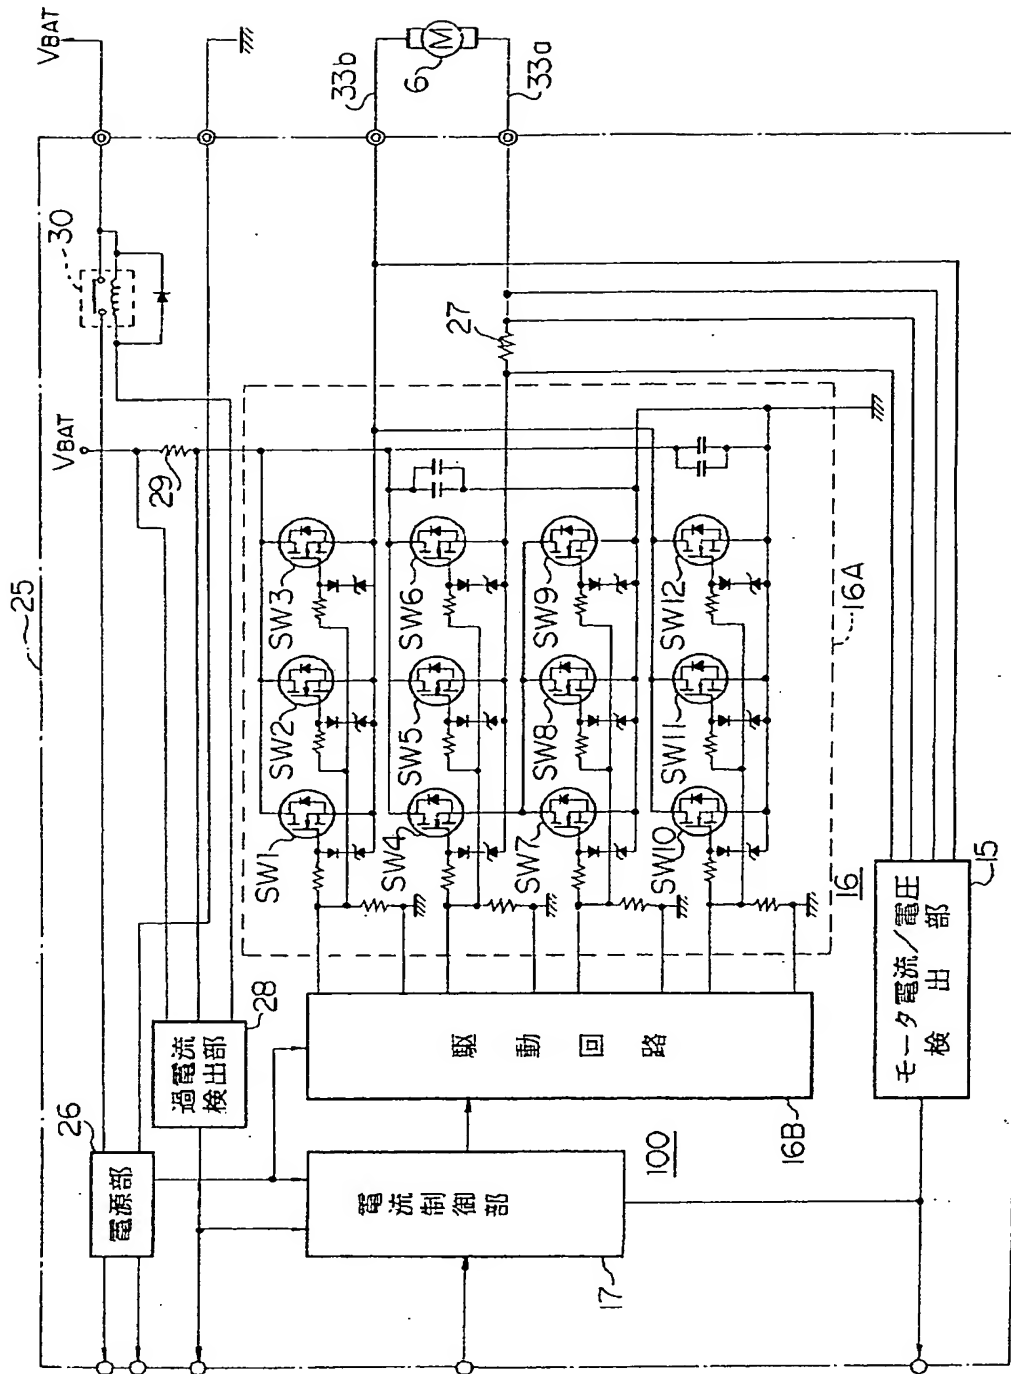 25
VBAT
VBAT
30
29
26
電源部
28
過電流
検出部
33b
M
6
33a
27
SW1
SW2
SW3
SW4
SW5
SW6
SW7
SW8
SW9
SW10
SW11
SW12
16A
16
駆動回路
16B
100
電流制御部
17
モータ電流/電圧
検出部
15